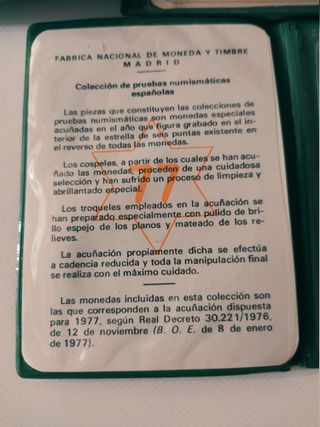 FABRICA NACIONAL DE MONEDA Y TIMBRE
MADRID
Colección de pruebas numismáticas
españolas
Las piezas que constituyen las colecciones de
pruebas numismáticas son monedas especiales
acuñadas en el año que figura grabado en el in-
terior de la estrella de seis puntas existente en
el reverso de todas las monedas.
Los cospeles, a partir de los cuales se han acu-
ñado las monedas, proceden de una cuidadosa
selección y han sufrido un proceso de limpieza y
abrillantado especial.
77
Los troqueles empleados en la acuñación se
han preparado especialmente con pulido de bri-
llo espejo de los planos y mateado de los re-
lieves.
La acuñación propiamente dicha se efectúa
a cadencia reducida y toda la manipulación final
se realiza con el máximo cuidado.
Las monedas incluidas en esta colección son
las que corresponden a la acuñación dispuesta
para 1977, según Real Decreto 30.221/1976,
de 12 de noviembre (B. O. E. de 8 de enero
de 1977).